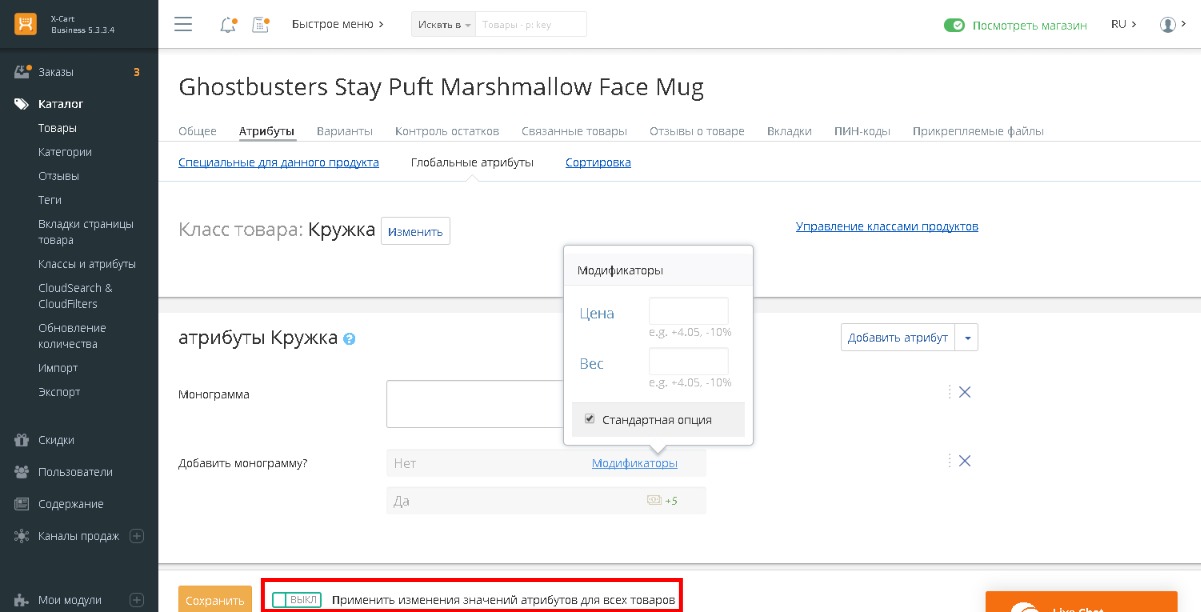 X-Cart
Business 5.3.3.4
Быстрое меню
Искать в
Посмотреть магазин
RU
Заказы 3
Каталог
Товары
Категории
Отзывы
Теги
Вкладки страницы
товара
Классы и атрибуты
CloudSearch &
CloudFilters
Обновление
количества
Импорт
Экспорт
Скидки
Пользователи
Содержание
Каналы продаж
Мои модули
Ghostbusters Stay Puft Marshmallow Face Mug
Общее Атрибуты Варианты Контроль остатков Связанные товары Отзывы о товаре Вкладки ПИН-коды Прикрепляемые файлы
Специальные для данного продукта Глобальные атрибуты Сортировка
Класс товара: Кружка Изменить
Управление классами продуктов
Модификаторы
Цена
e.g. +4.05, -10%
Вес
e.g. +4.05, -10%
Стандартная опция
атрибуты Кружка ?
Добавить атрибут
Монограмма
Добавить монограмму? Нет Модификаторы
Да +5
Сохранить ВЫКЛ Применить изменения значений атрибутов для всех товаров
Live Chat